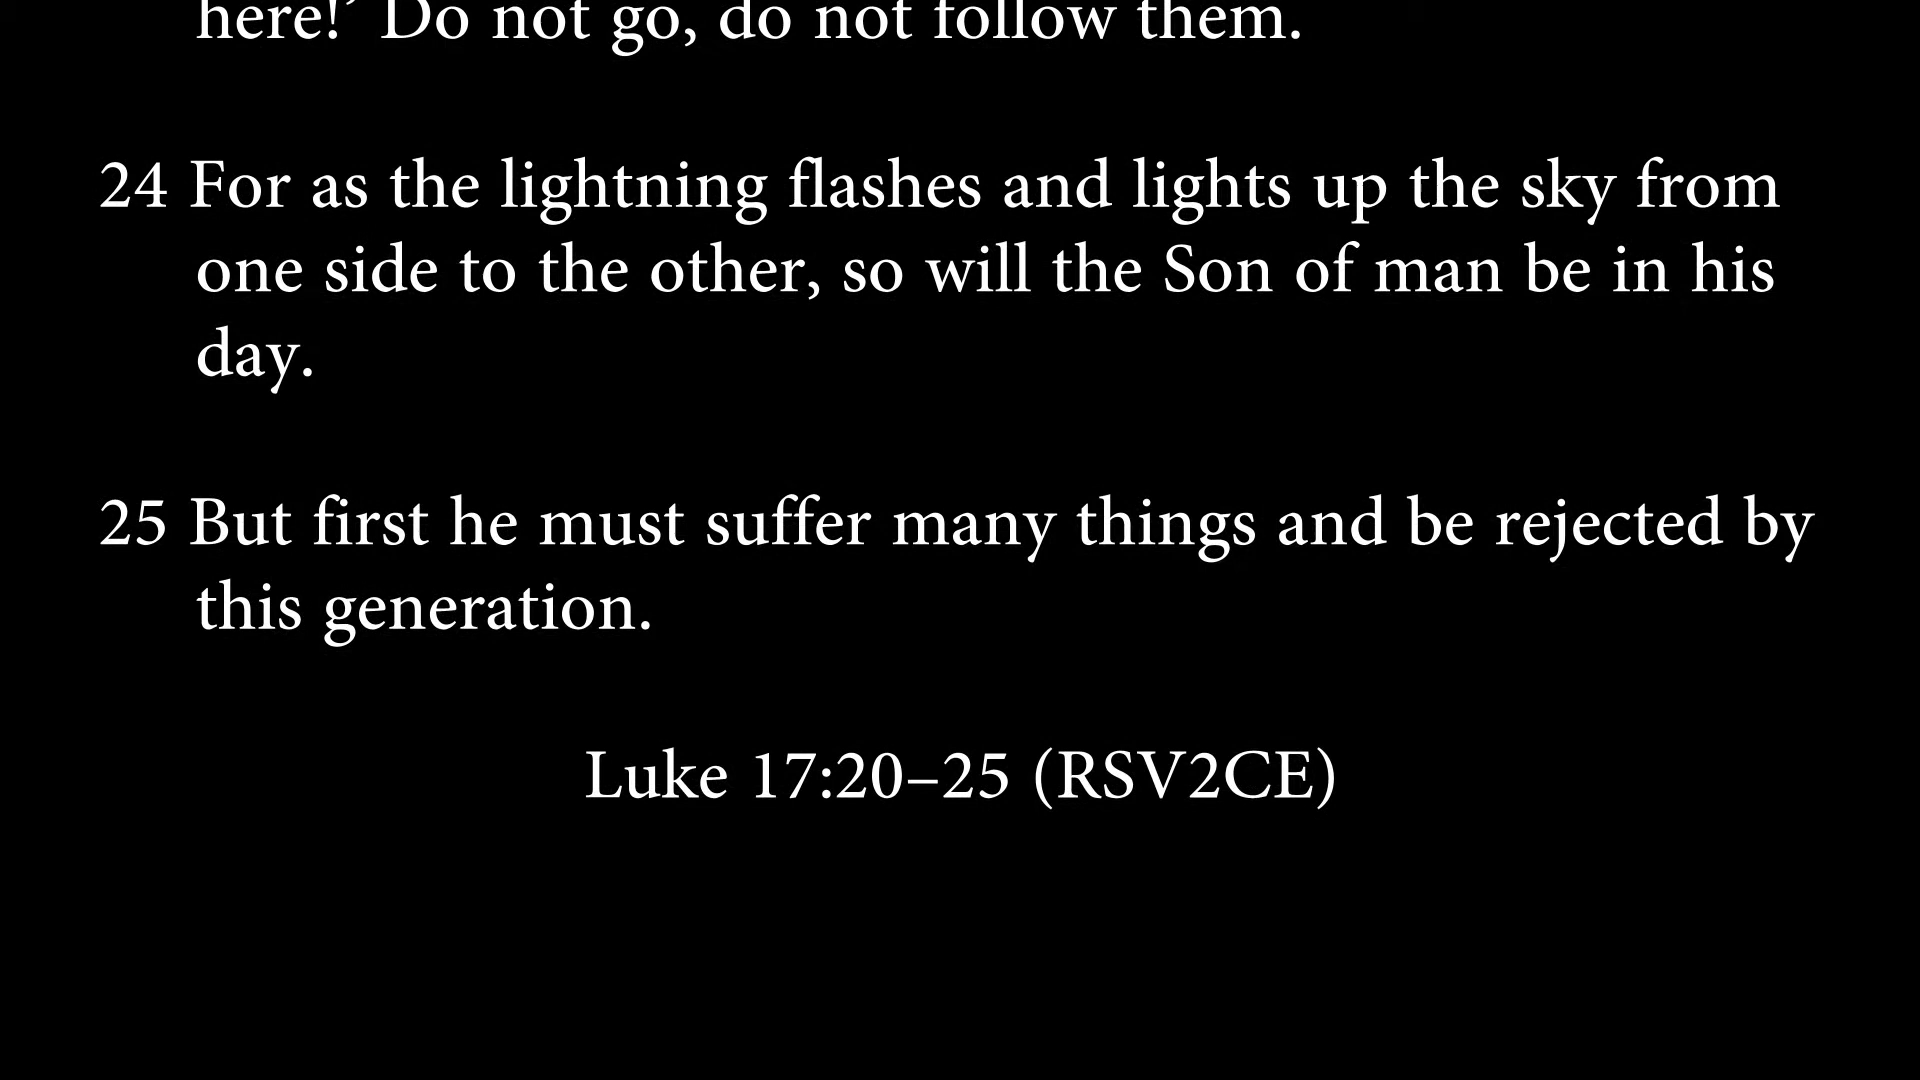 here!’ Do not go, do not follow them.
24 For as the lightning flashes and lights up the sky from
one side to the other, so will the Son of man be in his
day.
25 But first he must suffer many things and be rejected by
this generation.
Luke 17:20–25 (RSV2CE)